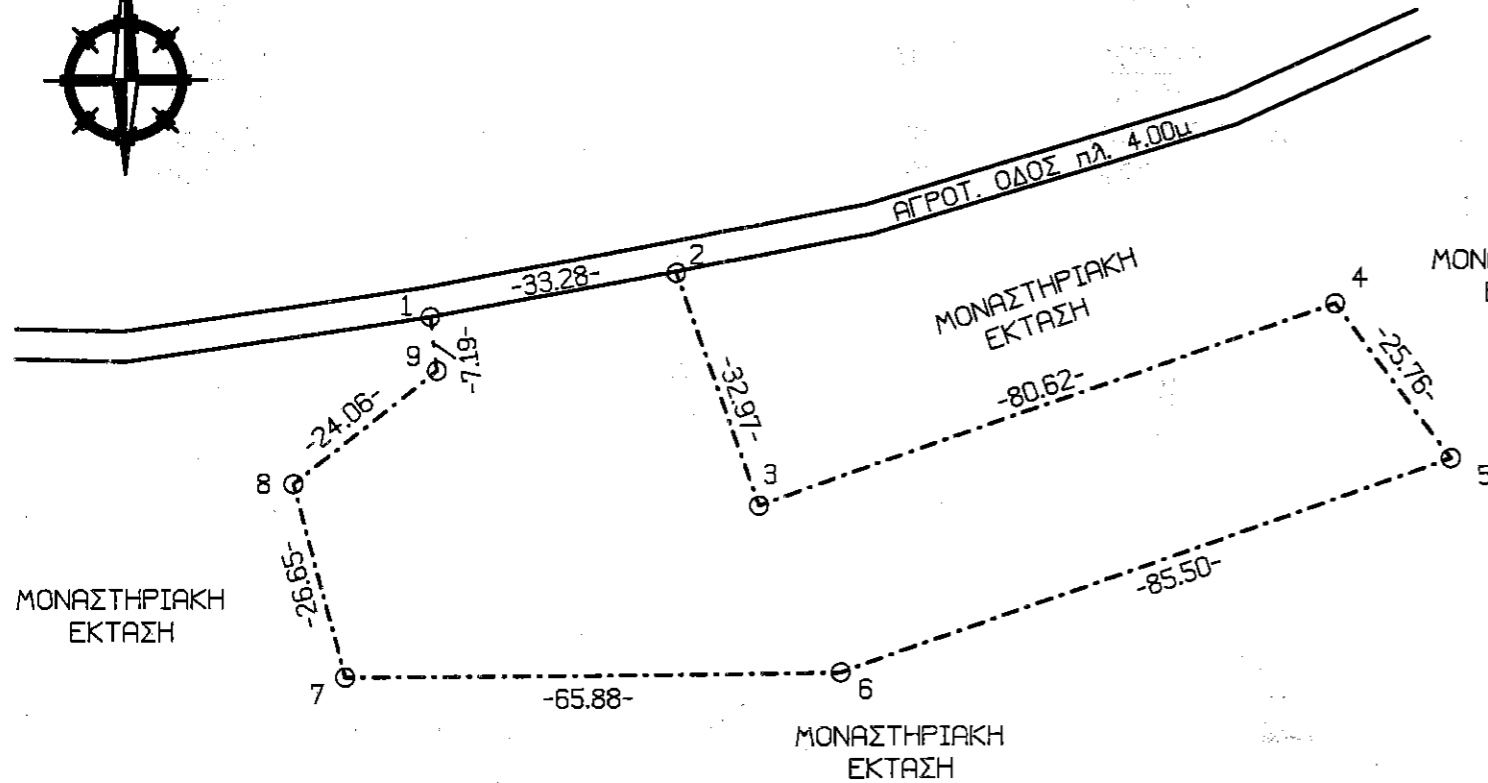 ΑΓΡΟΤ. ΟΔΟΣ πλ. 4.00μ
2
-33.28-
1
ΜΟΝΑΣΤΗΡΙΑΚΗ
ΕΚΤΑΣΗ
4
9
-7.19-
-32.97-
-25.76-
-80.62-
-24.06-
3
8
5
-26.65-
-85.50-
ΜΟΝΑΣΤΗΡΙΑΚΗ
ΕΚΤΑΣΗ
7
-65.88-
6
ΜΟΝΑΣΤΗΡΙΑΚΗ
ΕΚΤΑΣΗ